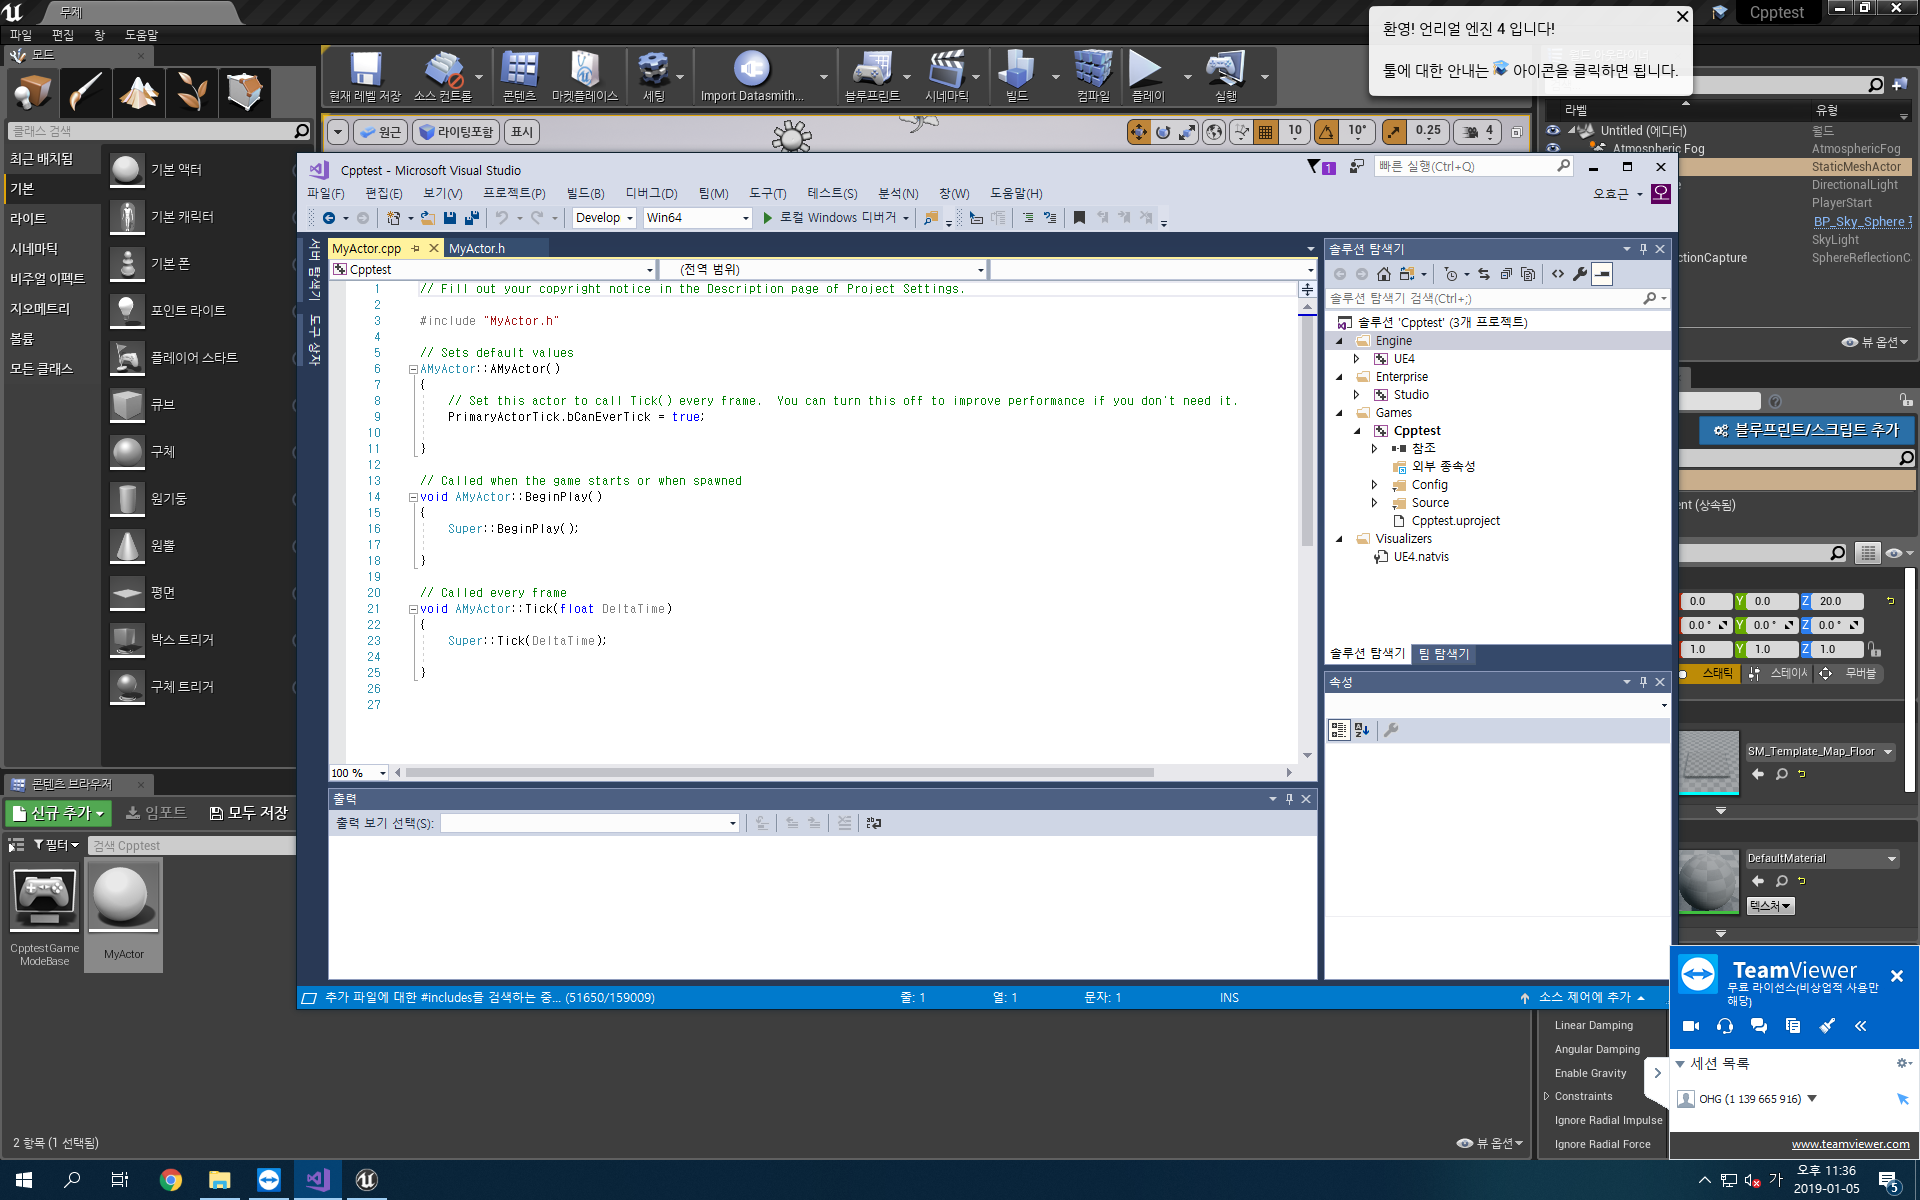 무제
Cpptest
파일 편집 창 도움말
모드
환영! 언리얼 엔진 4 입니다!
툴에 대한 안내는 아이콘을 클릭하면 됩니다.
현재 레벨 저장
소스 컨트롤
콘텐츠
마켓플레이스
세팅
Import Datasmith...
블루프린트
시네마틱
빌드
컴파일
플레이
실행
클래스 검색
원근
라이팅포함
표시
10
10°
0.25
4
최근 배치됨
기본
라이트
시네마틱
비주얼 이펙트
지오메트리
볼륨
모든 클래스
기본 액터
기본 캐릭터
기본 폰
포인트 라이트
플레이어 스타트
큐브
구체
원기둥
원뿔
평면
박스 트리거
구체 트리거
라벨
유형
Untitled (에디터)
월드
Atmospheric Fog
AtmosphericFog
StaticMeshActor
DirectionalLight
PlayerStart
BP_Sky_Sphere
SkyLight
ctionCapture
SphereReflectionC
뷰 옵션
Cpptest - Microsoft Visual Studio
1
빠른 실행(Ctrl+Q)
파일(F) 편집(E) 보기(V) 프로젝트(P) 빌드(B) 디버그(D) 팀(M) 도구(T) 테스트(S) 분석(N) 창(W) 도움말(H)
오효근
Develop
Win64
로컬 Windows 디버거
서버 탐색기
도구 상자
MyActor.cpp
MyActor.h
Cpptest
(전역 범위)
1 // Fill out your copyright notice in the Description page of Project Settings.
2
3 #include "MyActor.h"
4
5 // Sets default values
6 AMyActor::AMyActor()
7 {
8 // Set this actor to call Tick() every frame.  You can turn this off to improve performance if you don't need it.
9 PrimaryActorTick.bCanEverTick = true;
10
11 }
12
13 // Called when the game starts or when spawned
14 void AMyActor::BeginPlay()
15 {
16 Super::BeginPlay();
17
18 }
19
20 // Called every frame
21 void AMyActor::Tick(float DeltaTime)
22 {
23 Super::Tick(DeltaTime);
24
25 }
26
27
100 %
솔루션 탐색기
솔루션 탐색기 검색(Ctrl+;)
솔루션 'Cpptest' (3개 프로젝트)
Engine
UE4
Enterprise
Studio
Games
Cpptest
참조
외부 종속성
Config
Source
Cpptest.uproject
Visualizers
UE4.natvis
솔루션 탐색기
팀 탐색기
속성
출력
출력 보기 선택(S):
추가 파일에 대한 #includes를 검색하는 중... (51650/159009)
줄: 1
열: 1
문자: 1
INS
소스 제어에 추가
블루프린트/스크립트 추가
ent (상속됨)
0.0 Y 0.0 Z 20.0
0.0° Y 0.0° Z 0.0°
1.0 Y 1.0 Z 1.0
스태틱
스테이시
무버블
SM_Template_Map_Floor
DefaultMaterial
텍스처
콘텐츠 브라우저
신규 추가
임포트
모두 저장
필터
검색 Cpptest
CpptestGame
ModeBase
MyActor
2 항목 (1 선택됨)
뷰 옵션
Linear Damping
Angular Damping
Enable Gravity
Constraints
Ignore Radial Impulse
Ignore Radial Force
TeamViewer
무료 라이선스(비상업적 사용만
해당)
세션 목록
OHG (1 139 665 916)
www.teamviewer.com
가
오후 11:36
2019-01-05
5